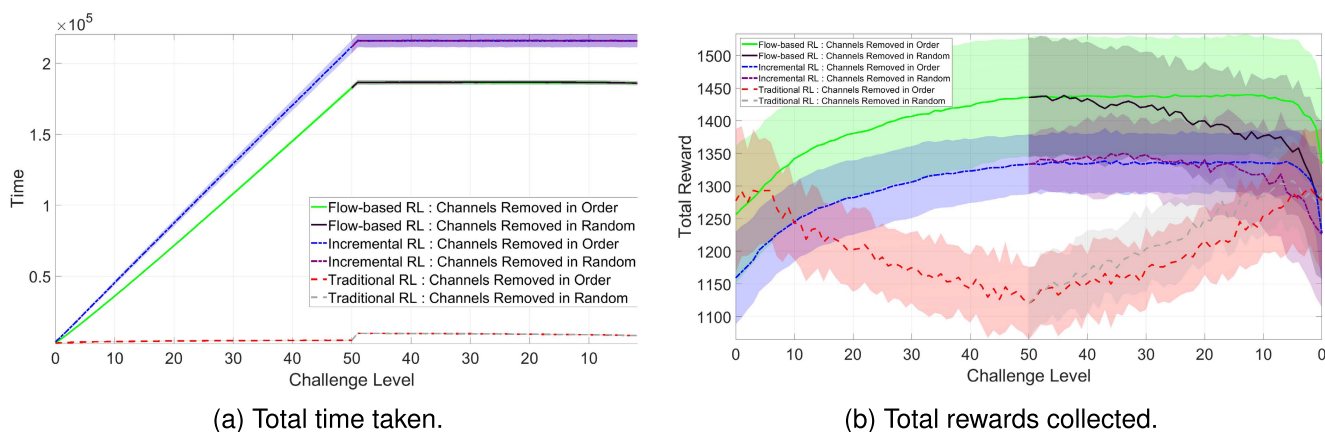 ×10⁵
2
1.5
1
0.5
Time
0 10 20 30 40 50 40 30 20 10
Challenge Level
Flow-based RL : Channels Removed in Order
Flow-based RL : Channels Removed in Random
Incremental RL : Channels Removed in Order
Incremental RL : Channels Removed in Random
Traditional RL : Channels Removed in Order
Traditional RL : Channels Removed in Random
(a) Total time taken.
1500
1450
1400
1350
1300
1250
1200
1150
1100
Total Reward
0 10 20 30 40 50 40 30 20 10 0
Challenge Level
Flow-based RL : Channels Removed in Order
Flow-based RL : Channels Removed in Random
Incremental RL : Channels Removed in Order
Incremental RL : Channels Removed in Random
Traditional RL : Channels Removed in Order
Traditional RL : Channels Removed in Random
(b) Total rewards collected.